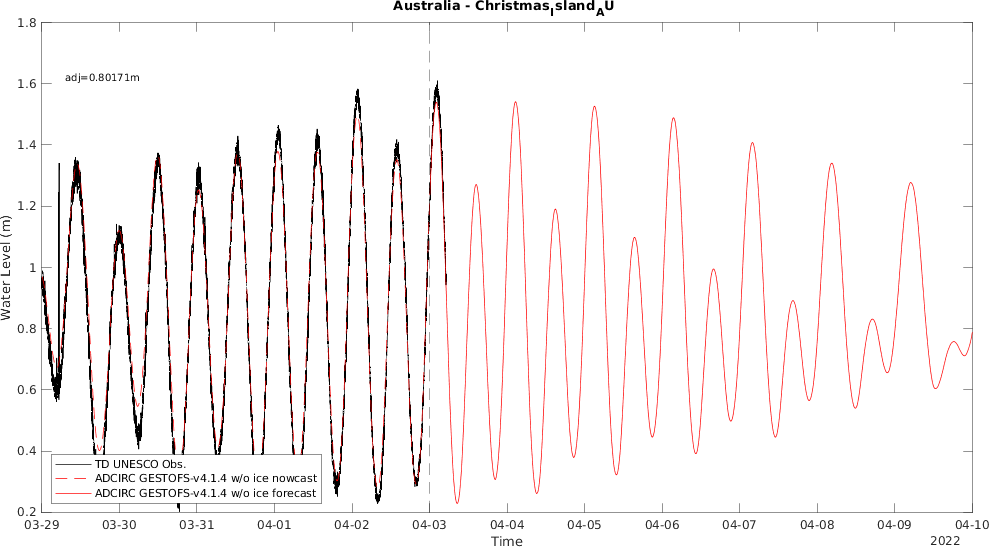 Australia - Christmas_Island_AU
1.8
1.6
1.4
1.2
1
0.8
0.6
0.4
0.2
Water Level (m)
adj=0.80171m
TD UNESCO Obs.
ADCIRC GESTOFS-v4.1.4 w/o ice nowcast
ADCIRC GESTOFS-v4.1.4 w/o ice forecast
03-29 03-30 03-31 04-01 04-02 04-03 04-04 04-05 04-06 04-07 04-08 04-09 04-10
Time
2022